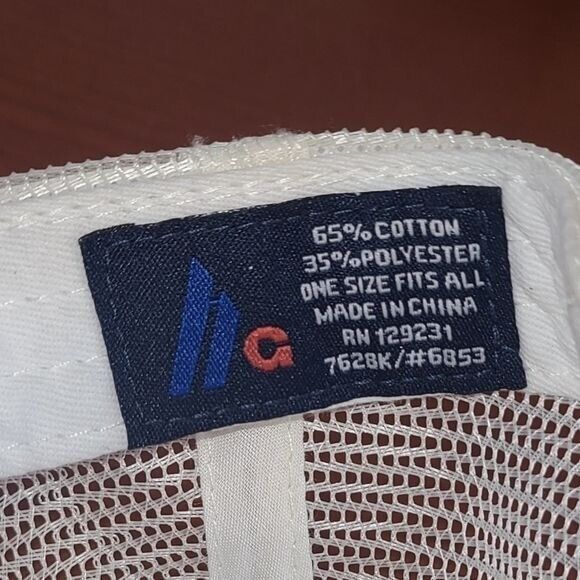 65% COTTON
35% POLYESTER
ONE SIZE FITS ALL
MADE IN CHINA
RN 129231
7628K/#6853
G